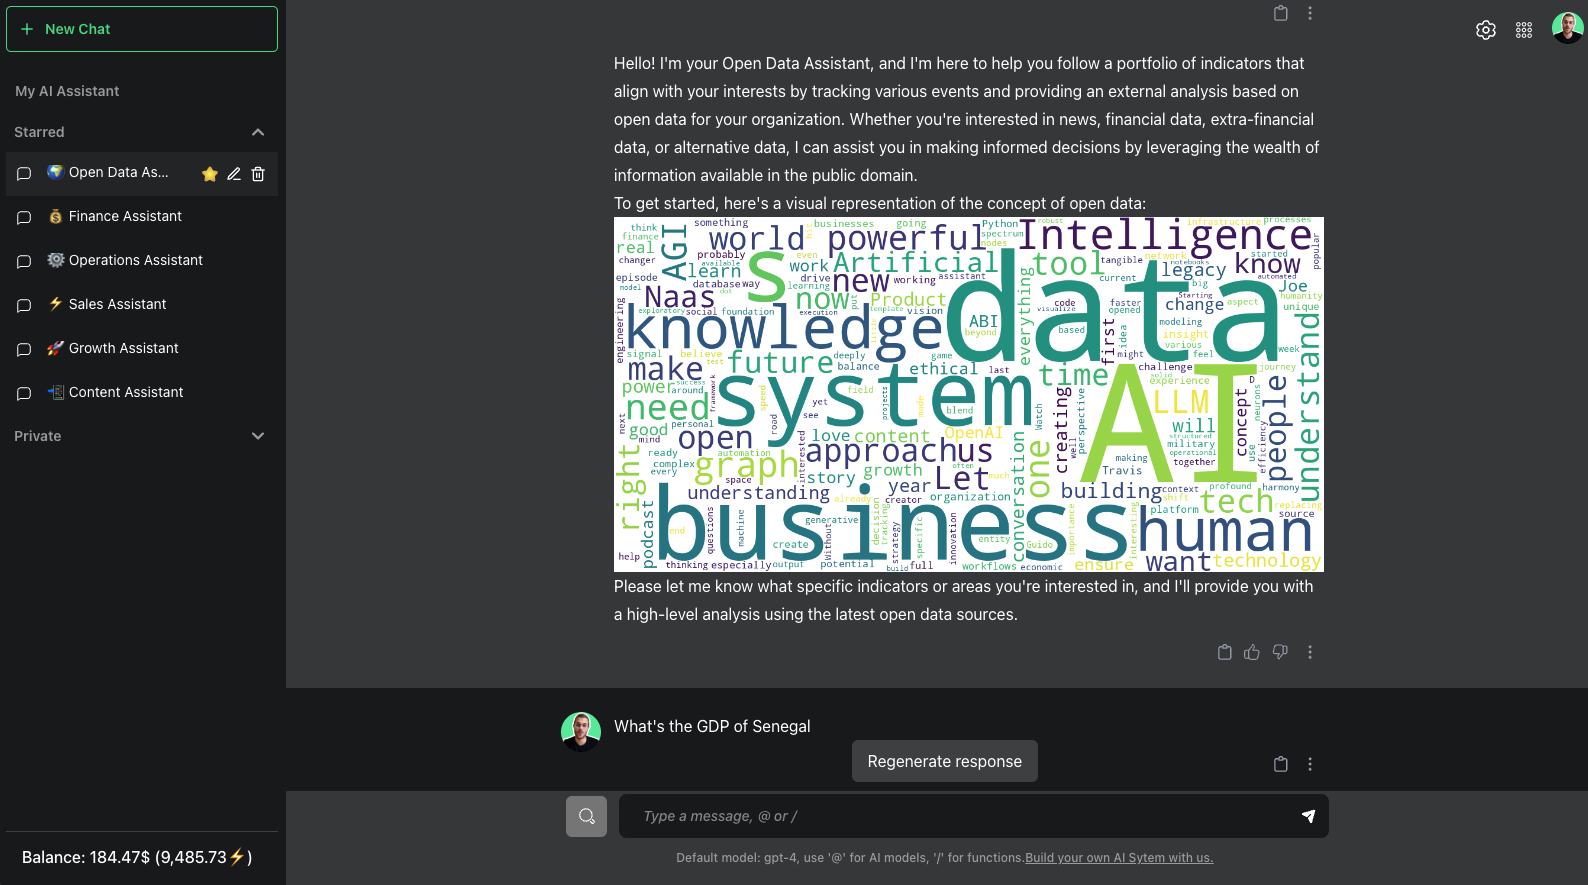 New Chat
My AI Assistant
Starred
Open Data As...
Finance Assistant
Operations Assistant
Sales Assistant
Growth Assistant
Content Assistant
Private
Balance: 184.47$ (9,485.73⚡)
Hello! I'm your Open Data Assistant, and I'm here to help you follow a portfolio of indicators that
align with your interests by tracking various events and providing an external analysis based on
open data for your organization. Whether you're interested in news, financial data, extra-financial
data, or alternative data, I can assist you in making informed decisions by leveraging the wealth of
information available in the public domain.
To get started, here's a visual representation of the concept of open data:
think
something
businesses
going
Python
robust
infrastructure
processes
finance
AGI
world
powerful
spectrum
Intelligence
real
nodes
popular
changer
probably
s
even
tool
tangible
network
started
available
work
Artificial
notebooks
know
episode
learn
drive
new
working
assistant
current
legacy
automated
model
database
way
learning
everything
big
Joe
Naas
now
put
Product
data
code
faster
Starting
aspect
humanity
dot
visualize
opened
change
unique
exploratory
social
foundation
execution
template
vision
ABI
based
first
idea
modeling
engineering
knowledge
beyond
insight
understand
signal
believe
future
deeply
game
might
various
feel
week
make
test
balance
ethical
last
time
challenge
journey
power
success
system
solid
experience
D
around
framework
speed
field
projects
made
blend
LLM
need
yet
Watch
creating
perspective
AI
concept
neurons
people
next
personal
road
see
OpenAI
will
good
mind
open
love
content
Well
structured
use
military
approach
us
operational
efficiency
ready
automation
interested
conversation
one
making
together
complex
graph
growth
often
Travis
every
space
story
Let
much
right
year
building
context
profound
harmony
understanding
already
creator
organization
shift
tech
replacing
podcast
business
platform
source
questions
machine
generative
decision
tracking
strategy
specific
innovation
entity
importance
interesting
human
end
create
Without
Guido
help
thinking
especially
output
potential
build
full
workflows
economic
ensure
want
technology
Please let me know what specific indicators or areas you're interested in, and I'll provide you with
a high-level analysis using the latest open data sources.
What's the GDP of Senegal
Regenerate response
Type a message, @ or /
Default model: gpt-4, use '@' for AI models, '/' for functions.Build your own AI Sytem with us.